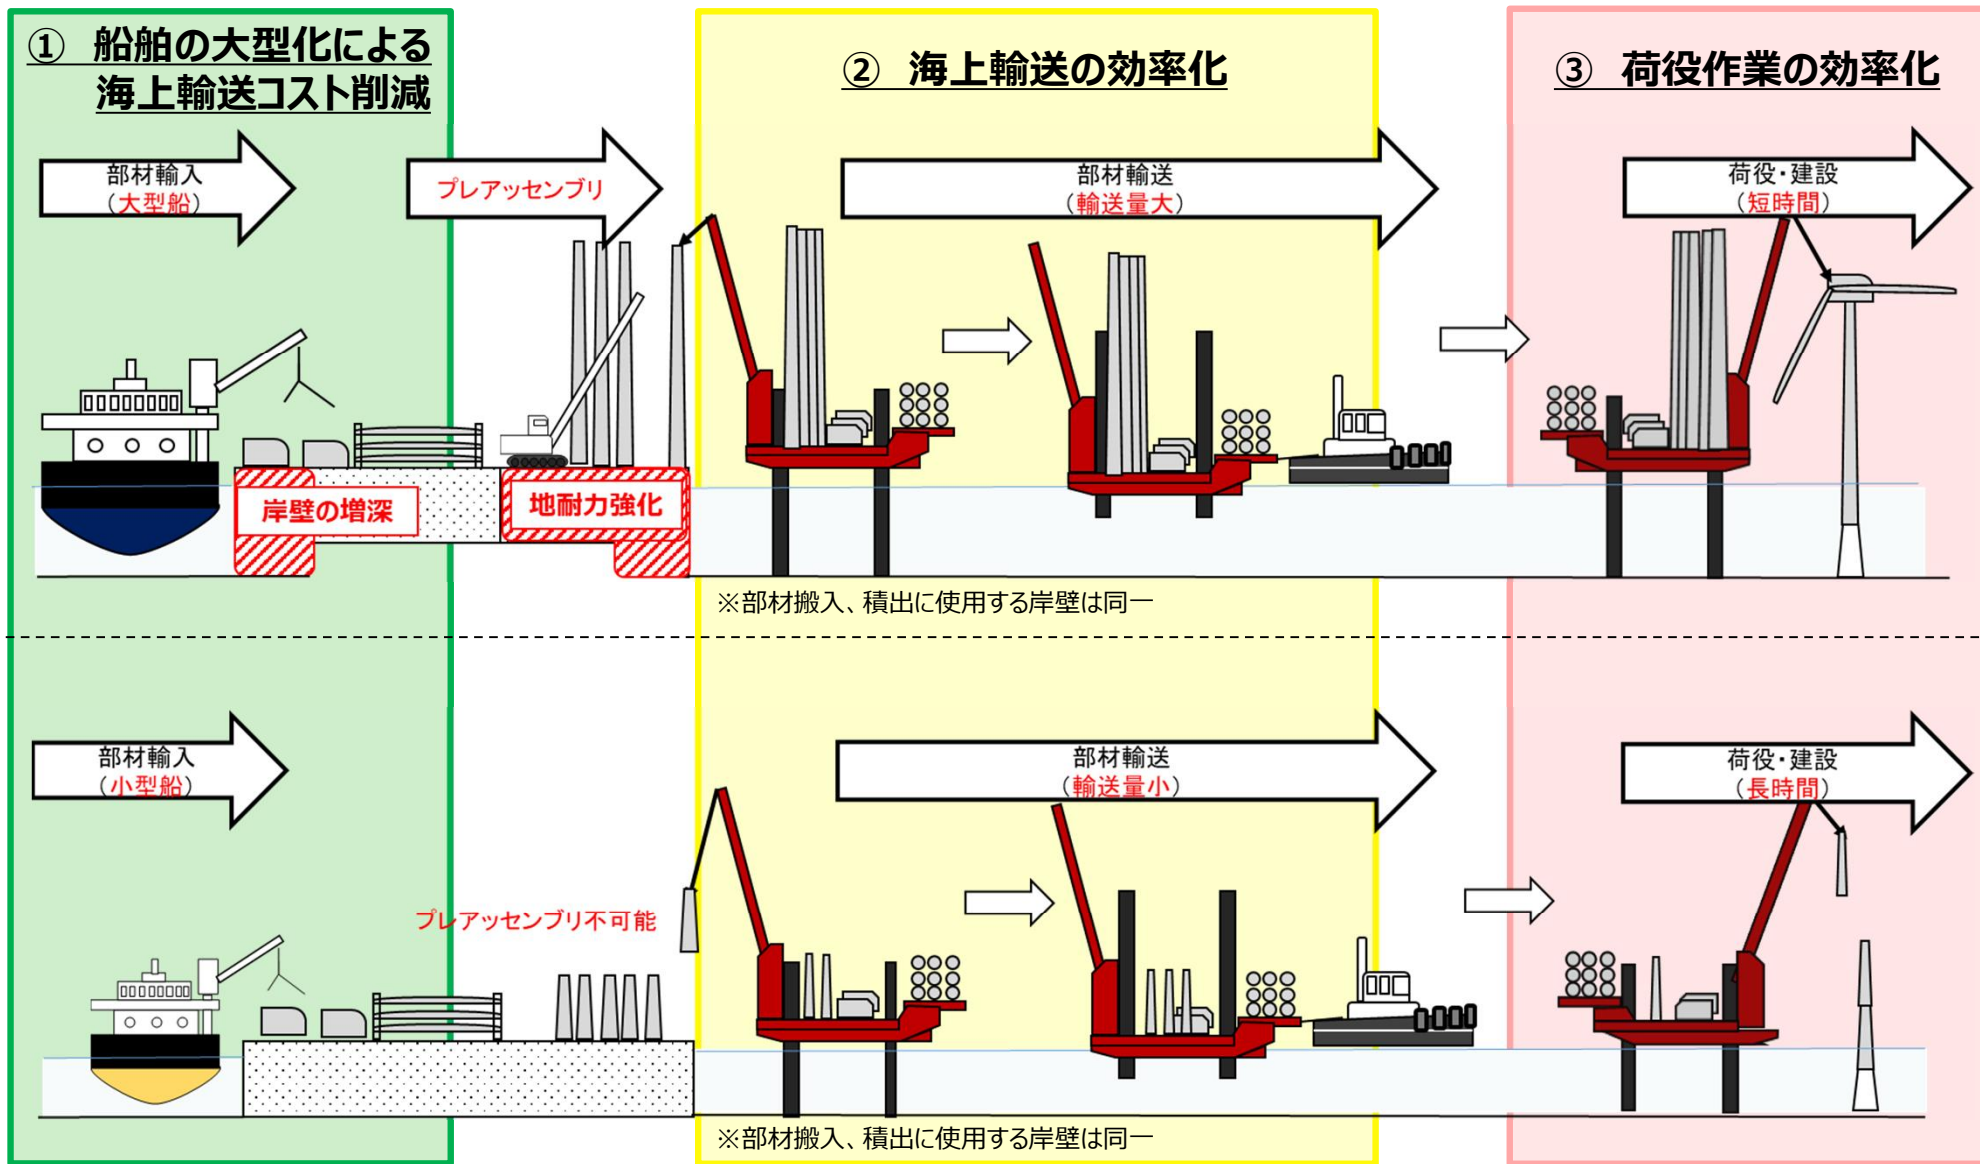 ① 船舶の大型化による
海上輸送コスト削減
② 海上輸送の効率化
③ 荷役作業の効率化
部材輸入
（大型船）
プレアッセンブリ
部材輸送
（輸送量大）
荷役・建設
（短時間）
岸壁の増深
地耐力強化
※部材搬入、積出に使用する岸壁は同一
部材輸入
（小型船）
プレアッセンブリ不可能
部材輸送
（輸送量小）
荷役・建設
（長時間）
※部材搬入、積出に使用する岸壁は同一